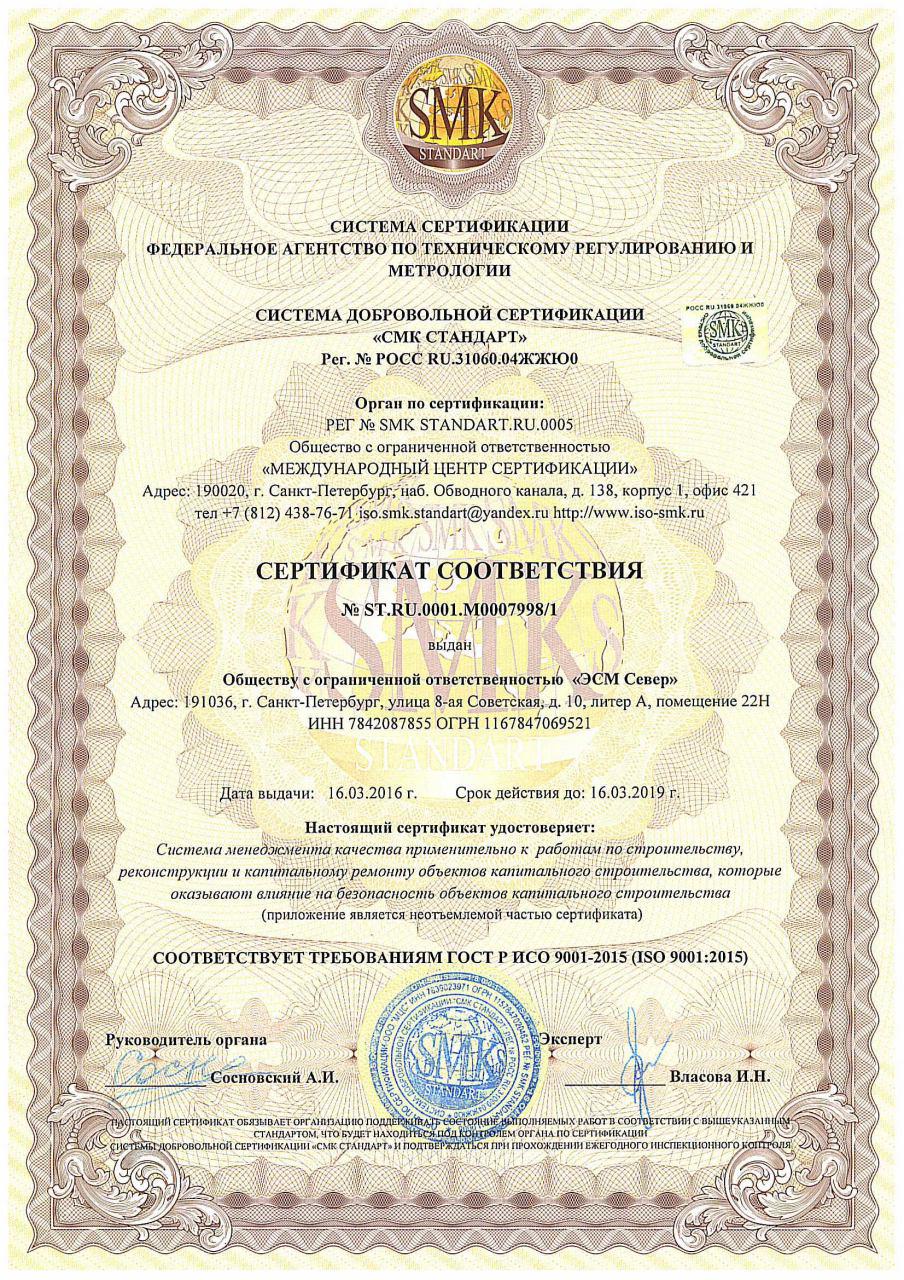 SMK
STANDART
СИСТЕМА СЕРТИФИКАЦИИ
ФЕДЕРАЛЬНОЕ АГЕНТСТВО ПО ТЕХНИЧЕСКОМУ РЕГУЛИРОВАНИЮ И
МЕТРОЛОГИИ
СИСТЕМА ДОБРОВОЛЬНОЙ СЕРТИФИКАЦИИ
«СМК СТАНДАРТ»
Рег. № РОСС RU.31060.04ЖЖЮ0
SMK
STANDART
Орган по сертификации:
РЕГ № SMK STANDART.RU.0005
Общество с ограниченной ответственностью
«МЕЖДУНАРОДНЫЙ ЦЕНТР СЕРТИФИКАЦИИ»
Адрес: 190020, г. Санкт-Петербург, наб. Обводного канала, д. 138, корпус 1, офис 421
тел +7 (812) 438-76-71 iso.smk.standart@yandex.ru http://www.iso-smk.ru
СЕРТИФИКАТ СООТВЕТСТВИЯ
№ ST.RU.0001.M0007998/1
выдан
Обществу с ограниченной ответственностью «ЭСМ Север»
Адрес: 191036, г. Санкт-Петербург, улица 8-ая Советская, д. 10, литер А, помещение 22Н
ИНН 7842087855 ОГРН 1167847069521
SMK
STANDART
Дата выдачи: 16.03.2016 г. Срок действия до: 16.03.2019 г.
Настоящий сертификат удостоверяет:
Система менеджмента качества применительно к работам по строительству,
реконструкции и капитальному ремонту объектов капитального строительства, которые
оказывают влияние на безопасность объектов капитального строительства
(приложение является неотъемлемой частью сертификата)
СООТВЕТСТВУЕТ ТРЕБОВАНИЯМ ГОСТ Р ИСО 9001-2015 (ISO 9001:2015)
Руководитель органа
Сосновский А.И.
SMK
STANDART
Эксперт
Власова И.Н.
НАСТОЯЩИЙ СЕРТИФИКАТ ОБЯЗЫВАЕТ ОРГАНИЗАЦИЮ ПОДДЕРЖИВАТЬ СОСТОЯНИЕ ВЫПОЛНЯЕМЫХ РАБОТ В СООТВЕТСТВИИ С ВЫШЕУКАЗАННЫМ
СТАНДАРТОМ, ЧТО БУДЕТ НАХОДИТЬСЯ ПОД КОНТРОЛЕМ ОРГАНА ПО СЕРТИФИКАЦИИ
СИСТЕМЫ ДОБРОВОЛЬНОЙ СЕРТИФИКАЦИИ «СМК СТАНДАРТ» И ПОДТВЕРЖДАТЬСЯ ПРИ ПРОХОЖДЕНИИ ЕЖЕГОДНОГО ИНСПЕКЦИОННОГО КОНТРОЛЯ